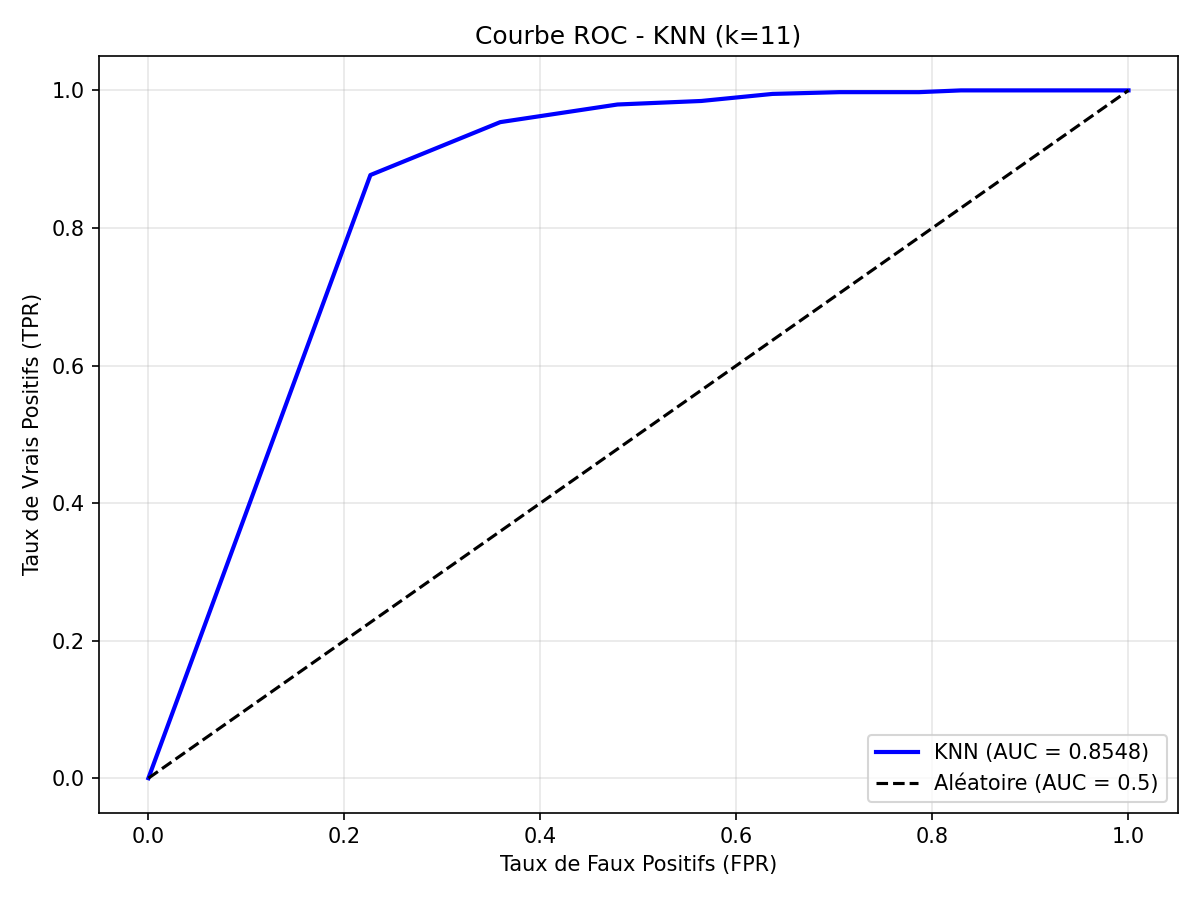 Courbe ROC - KNN (k=11)
Taux de Vrais Positifs (TPR)
1.0
0.8
0.6
0.4
0.2
0.0
0.0 0.2 0.4 0.6 0.8 1.0
Taux de Faux Positifs (FPR)
KNN (AUC = 0.8548)
Aléatoire (AUC = 0.5)